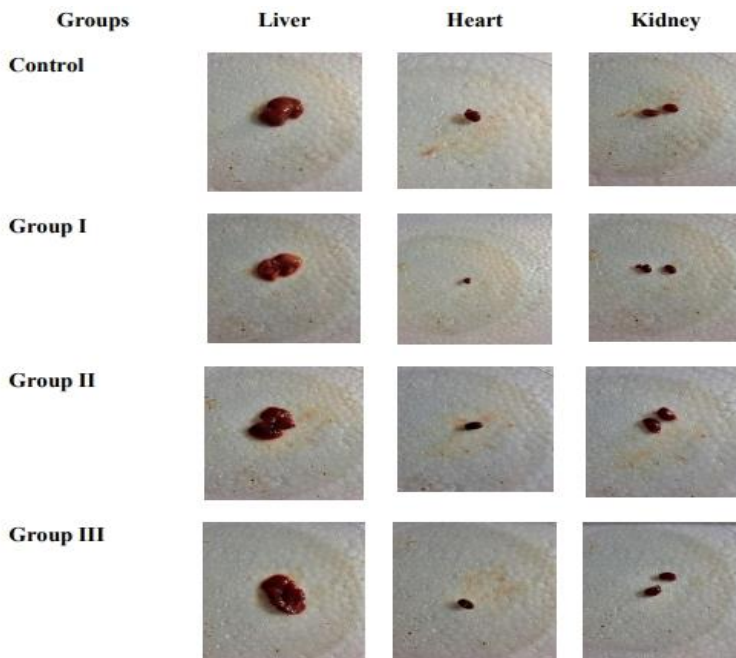 Groups Liver Heart Kidney
Control
Group I
Group II
Group III